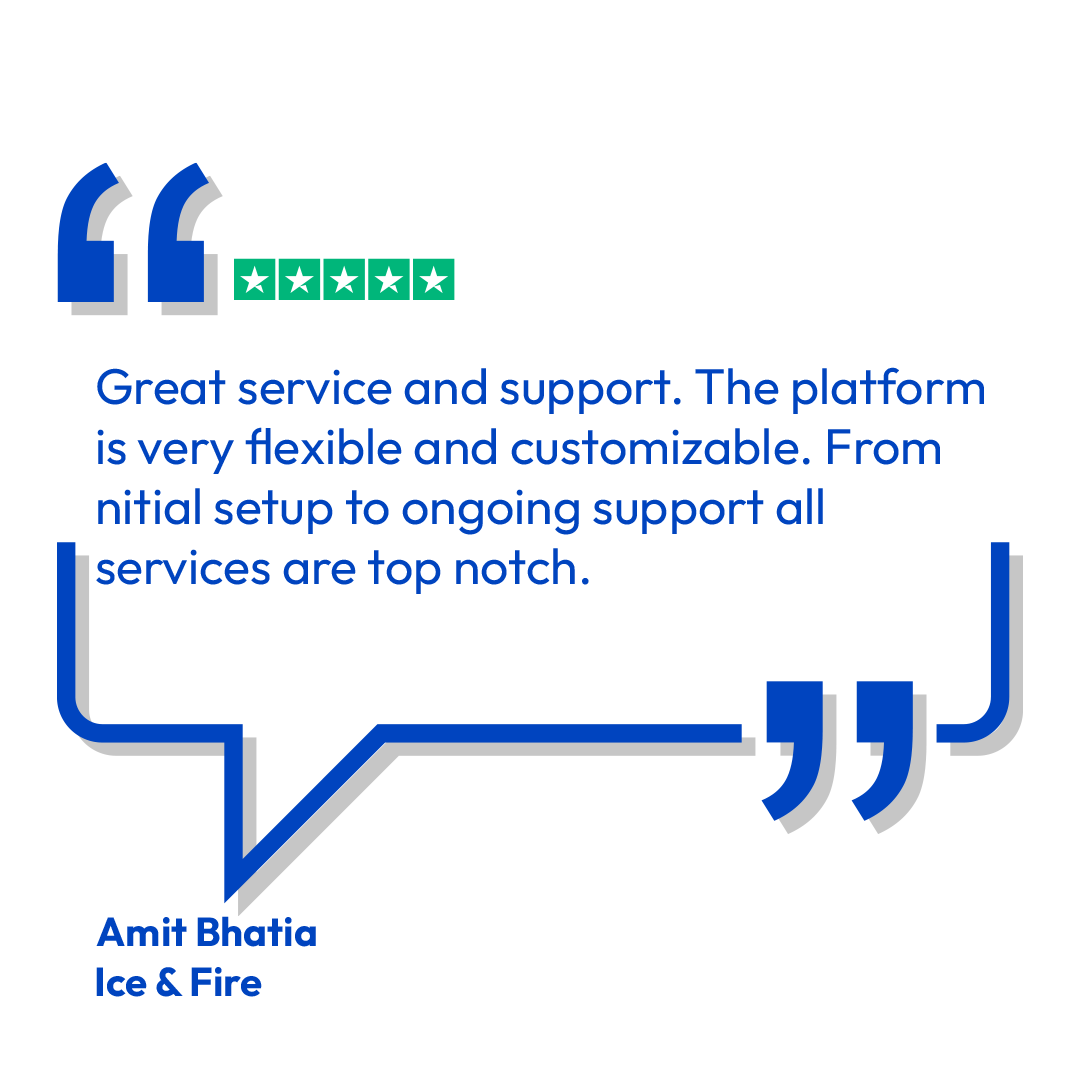 Great service and support. The platform
is very flexible and customizable. From
nitial setup to ongoing support all
services are top notch.
Amit Bhatia
Ice & Fire